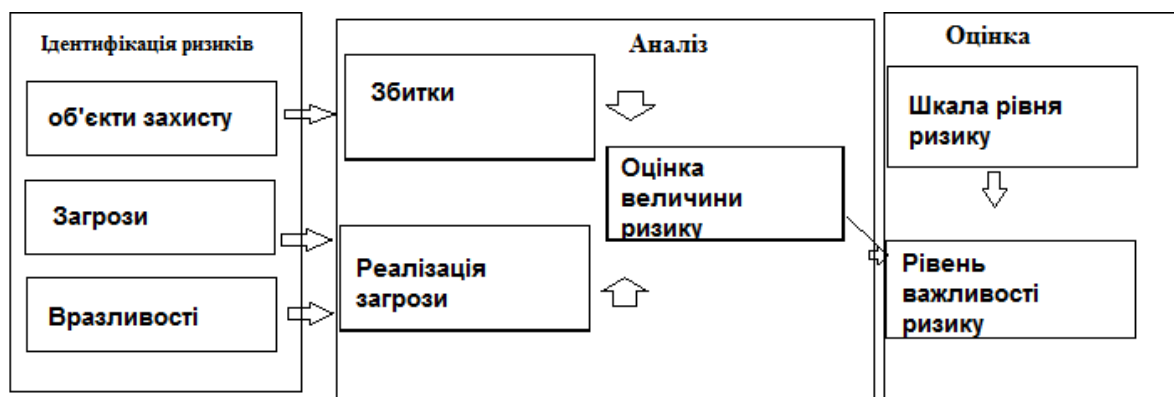 Ідентифікація ризиків
об'єкти захисту
Загрози
Вразливості
Аналіз
Збитки
Реалізація
загрози
Оцінка
величини
ризику
Оцінка
Шкала рівня
ризику
Рівень
важливості
ризику